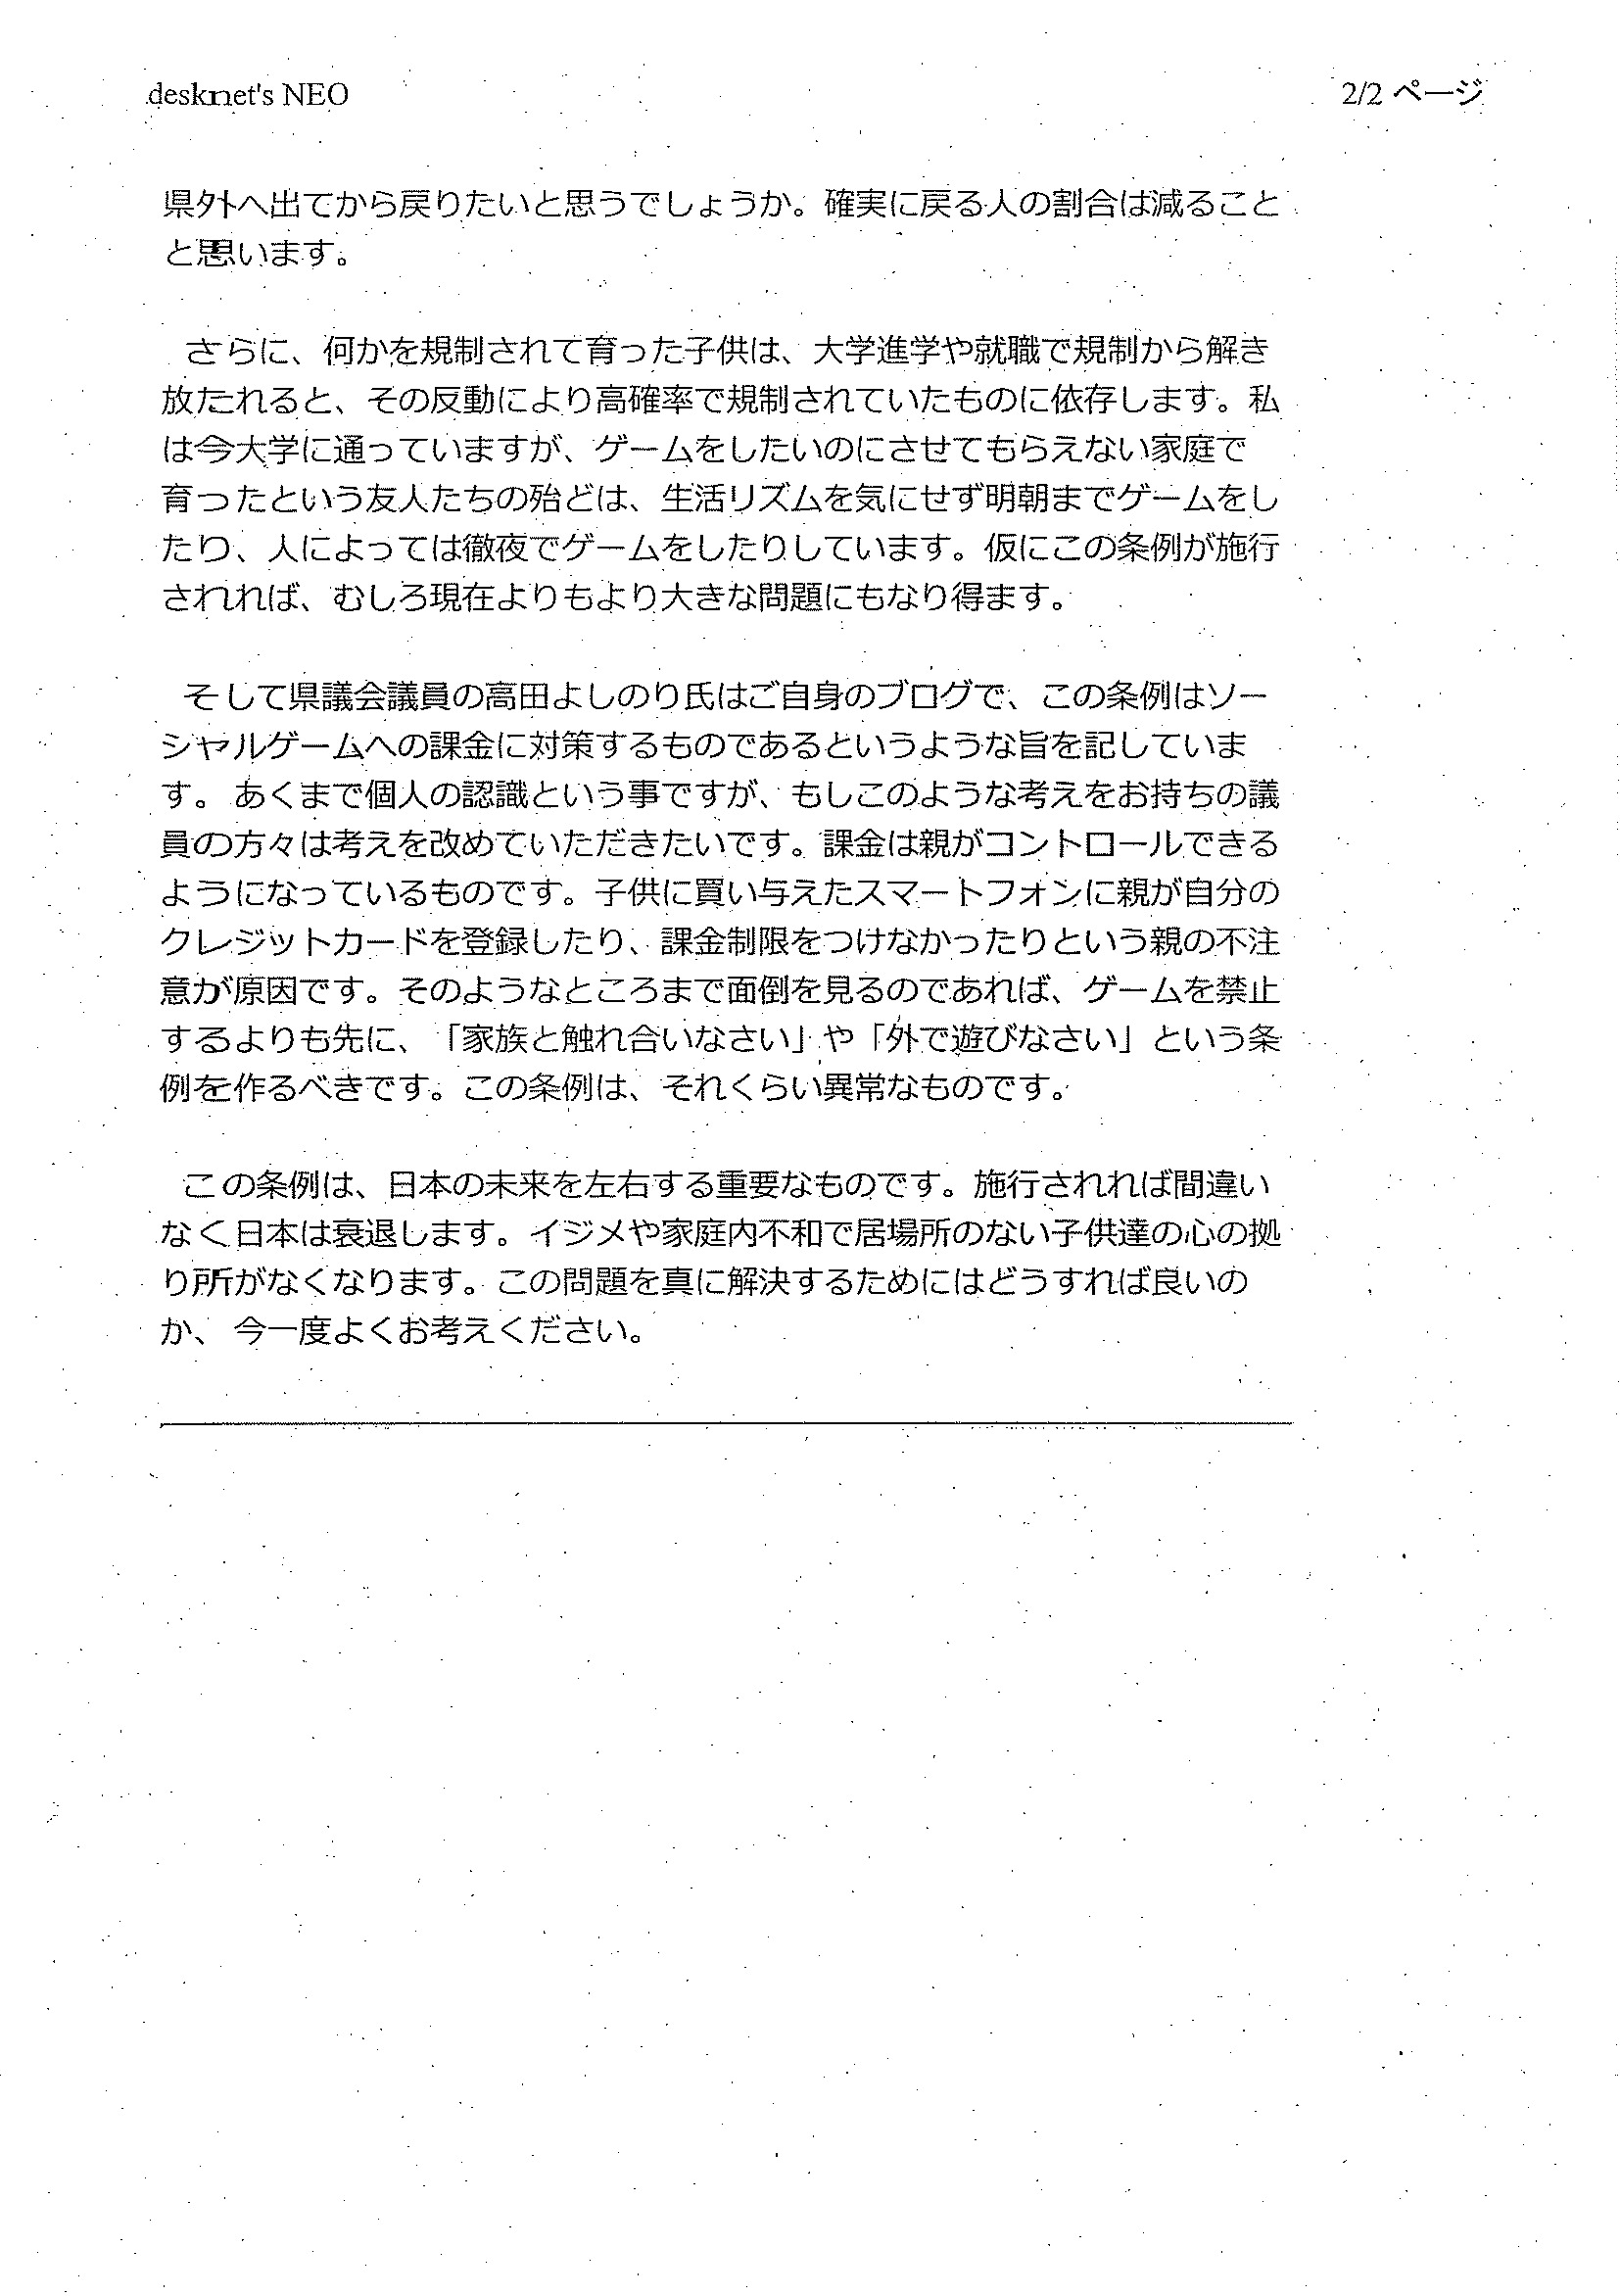 desknet's NEO
2/2 ページ
県外へ出てから戻りたいと思うでしょうか。確実に戻る人の割合は減ること
と思います。
さらに、何かを規制されて育った子供は、大学進学や就職で規制から解き
放たれると、その反動により高確率で規制されていたものに依存します。私
は今大学に通っていますが、ゲームをしたいのにさせてもらえない家庭で
育ったという友人たちの殆どは、生活リズムを気にせず明朝までゲームをし
たり、人によっては徹夜でゲームをしたりしています。仮にこの条例が施行
されれば、むしろ現在よりもより大きな問題にもなり得ます。
そして県議会議員の高田よしのり氏はご自身のブログで、この条例はソー
シャルゲームへの課金に対策するものであるというような旨を記していま
す。あくまで個人の認識という事ですが、もしこのような考えをお持ちの議
員の方々は考えを改めていただきたいです。課金は親がコントロールできる
ようになっているものです。子供に買い与えたスマートフォンに親が自分の
クレジットカードを登録したり、課金制限をつけなかったりという親の不注
意が原因です。そのようなところまで面倒を見るのであれば、ゲームを禁止
するよりも先に、「家族と触れ合いなさい」や「外で遊びなさい」という条
例を作るべきです。この条例は、それくらい異常なものです。
この条例は、日本の未来を左右する重要なものです。施行されれば間違い
なく日本は衰退します。イジメや家庭内不和で居場所のない子供達の心の拠
り所がなくなります。この問題を真に解決するためにはどうすれば良いの
か、今一度よくお考えください。